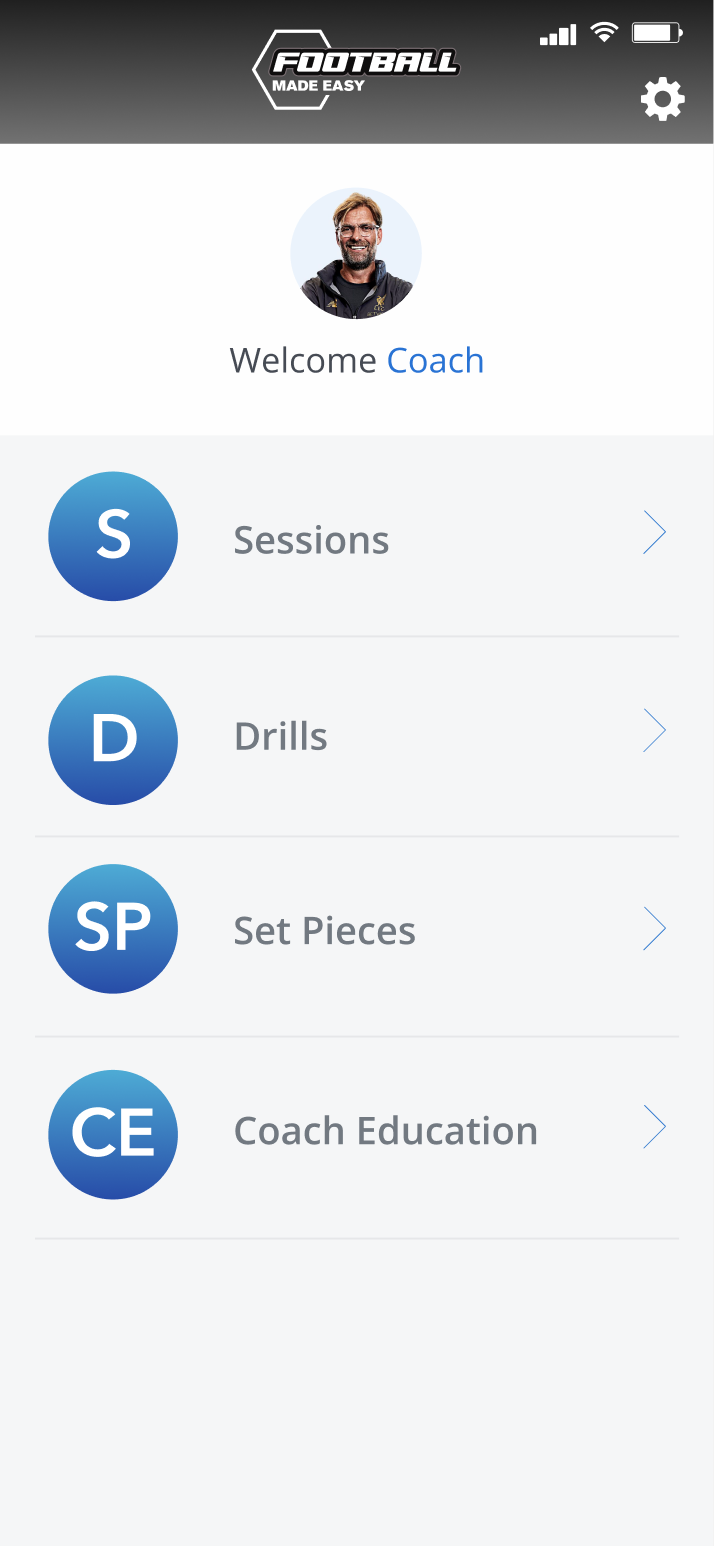 FOOTBALL
MADE EASY
Welcome Coach
S
Sessions
D
Drills
SP
Set Pieces
CE
Coach Education